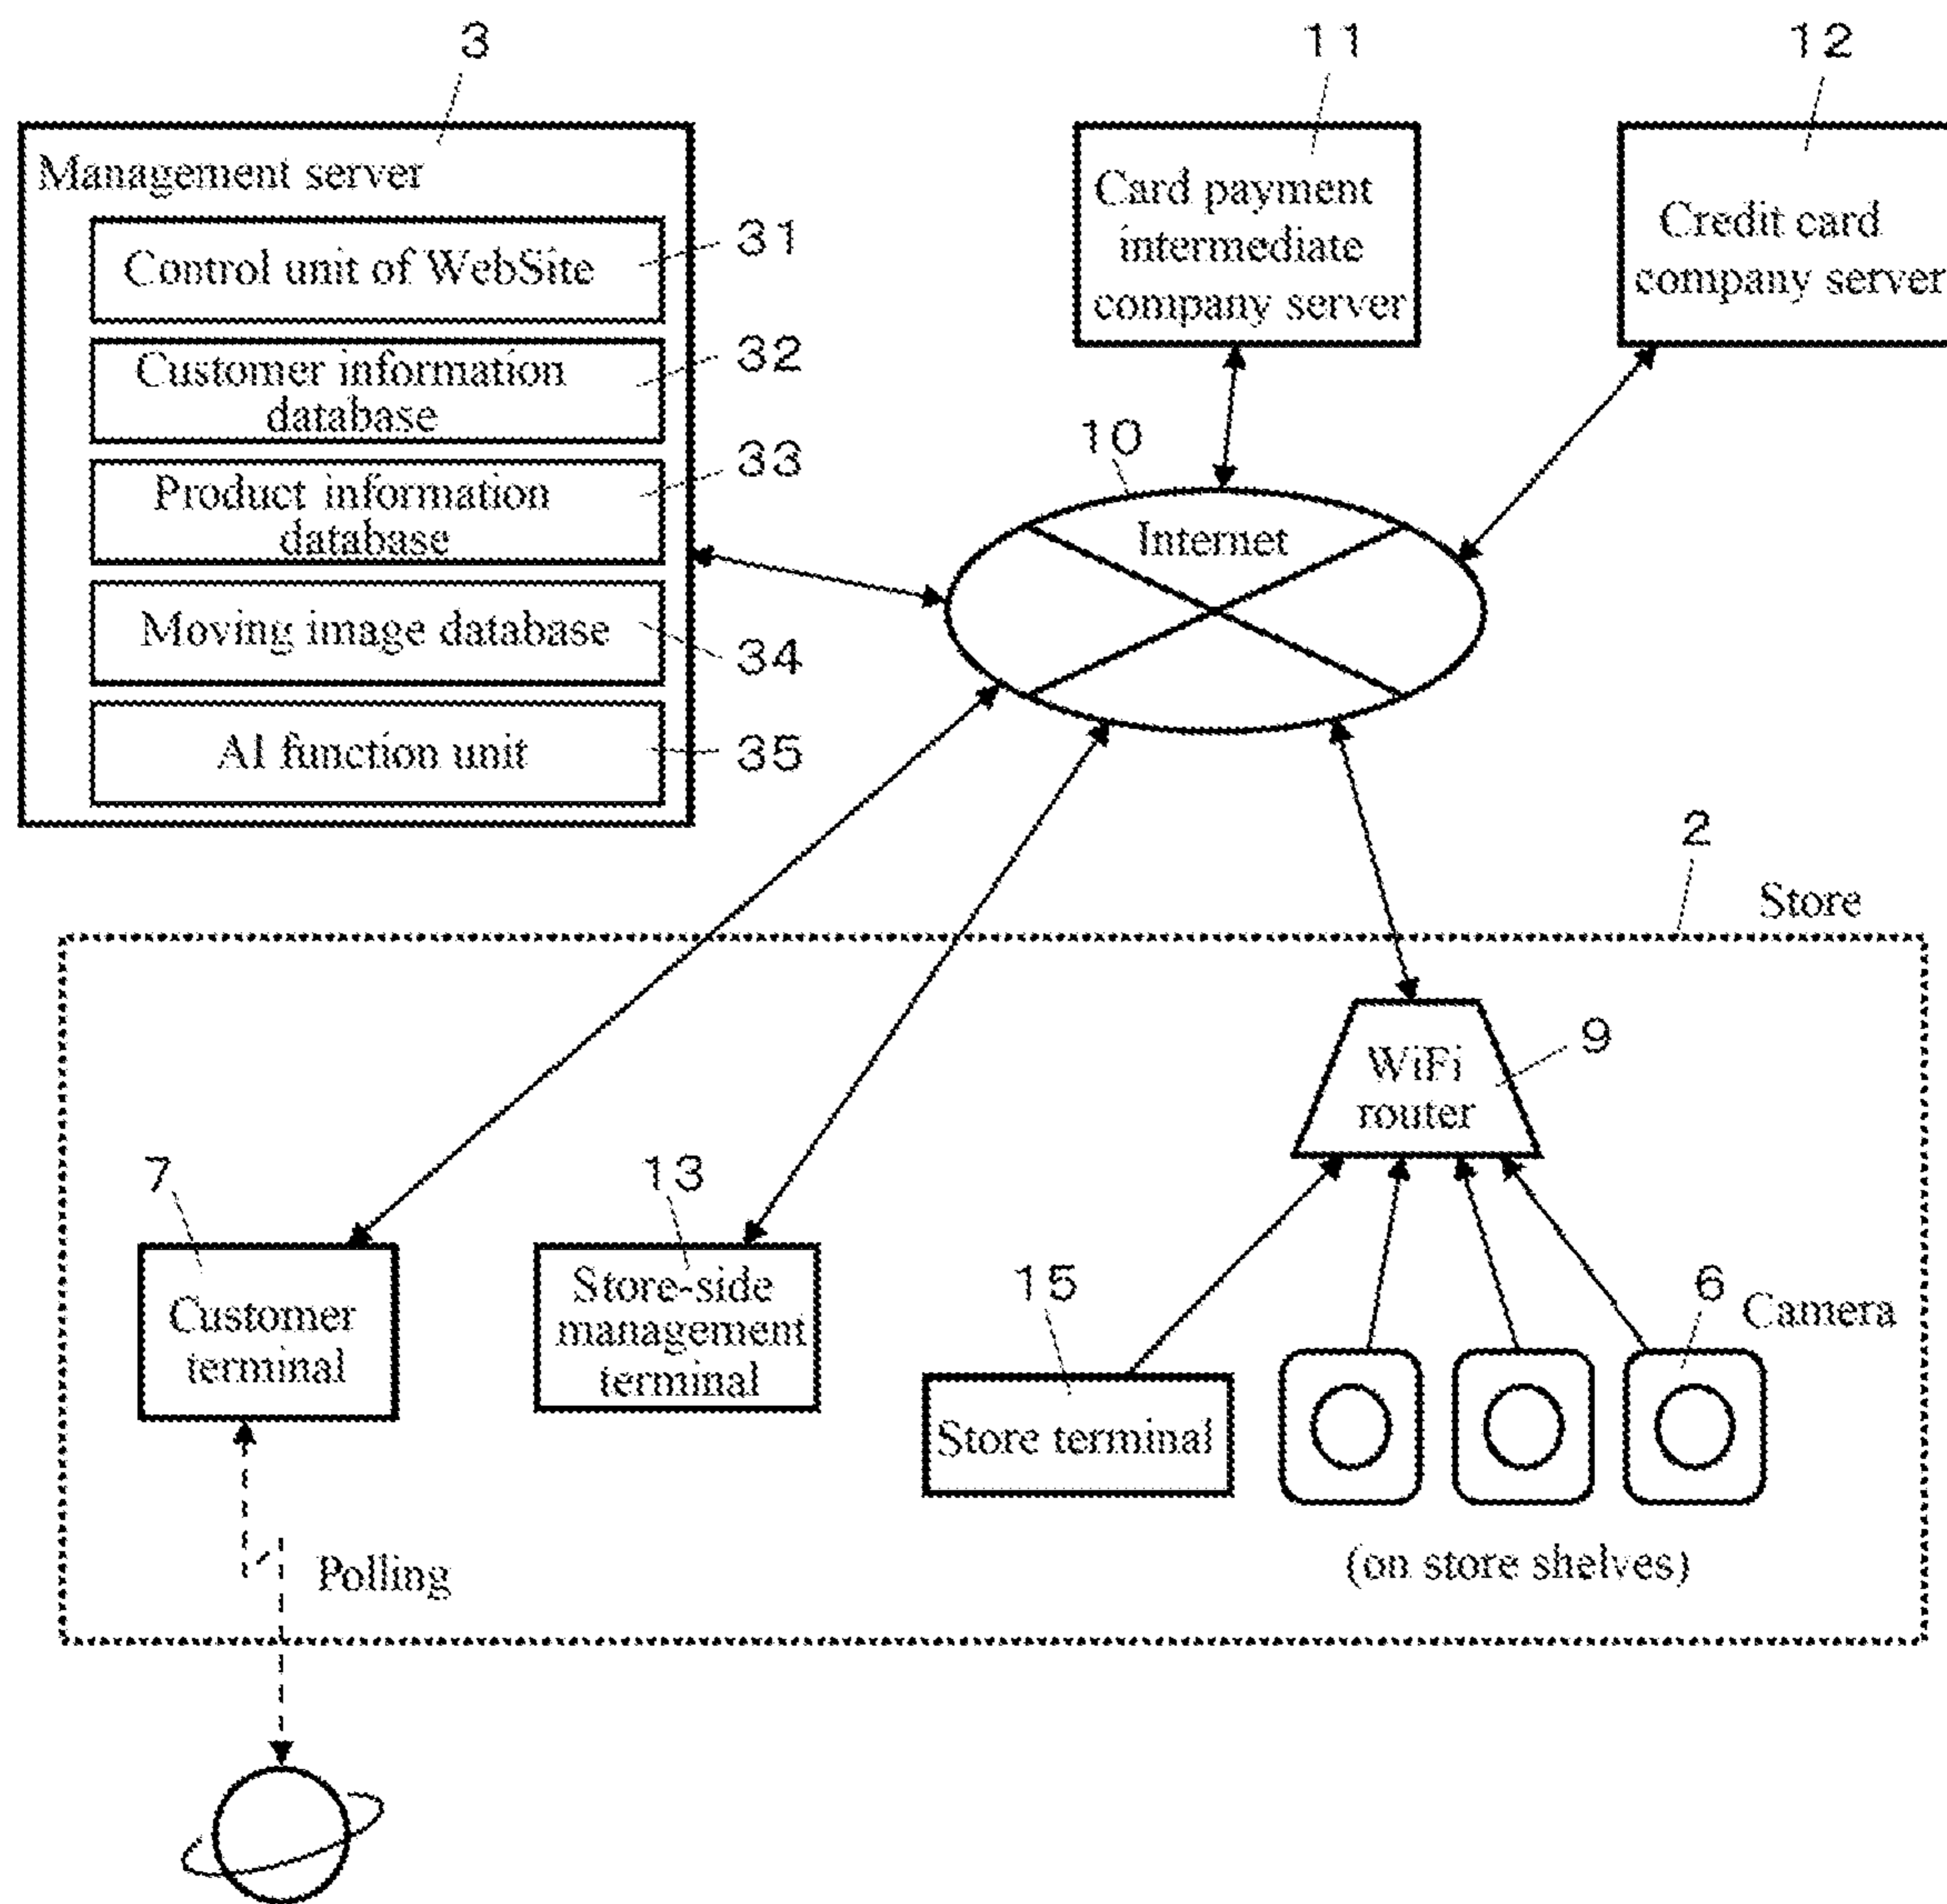 3
11
12
Management server
Control unit of WebSite
31
Customer information
database
32
Product information
database
33
Moving image database
34
AI function unit
35
Card payment
intermediate
company server
Credit card
company server
10
Internet
2
Store
WiFi
router
9
7
Customer
terminal
13
Store-side
management
terminal
15
Store terminal
6
Camera
(on store shelves)
Polling